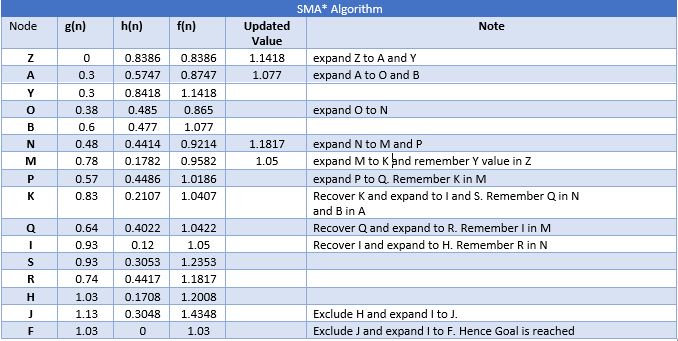 SMA* Algorithm
Node g(n) h(n) f(n) Updated Value Note
Z 0 0.8386 0.8386 1.1418 expand Z to A and Y
A 0.3 0.5747 0.8747 1.077 expand A to O and B
Y 0.3 0.8418 1.1418
O 0.38 0.485 0.865 expand O to N
B 0.6 0.477 1.077
N 0.48 0.4414 0.9214 1.1817 expand N to M and P
M 0.78 0.1782 0.9582 1.05 expand M to K and remember Y value in Z
P 0.57 0.4486 1.0186 expand P to Q. Remember K in M
K 0.83 0.2107 1.0407 Recover K and expand to I and S. Remember Q in N
and B in A
Q 0.64 0.4022 1.0422 Recover Q and expand to R. Remember I in M
I 0.93 0.12 1.05 Recover I and expand to H. Remember R in N
S 0.93 0.3053 1.2353
R 0.74 0.4417 1.1817
H 1.03 0.1708 1.2008
J 1.13 0.3048 1.4348 Exclude H and expand I to J.
F 1.03 0 1.03 Exclude J and expand I to F. Hence Goal is reached